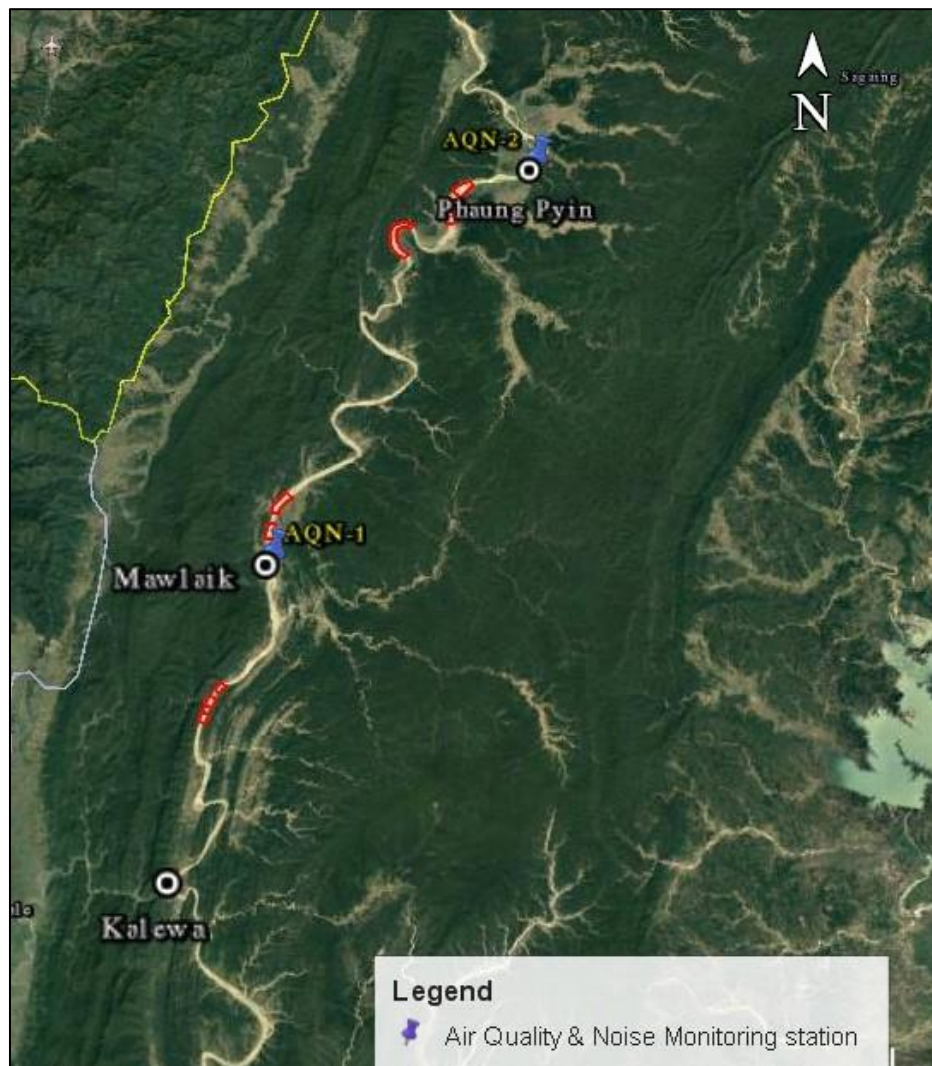 N
Sagaing
AQN-2
Phaung Pyin
AQN-1
Mawlaik
Kalewa
Legend
Air Quality & Noise Monitoring station